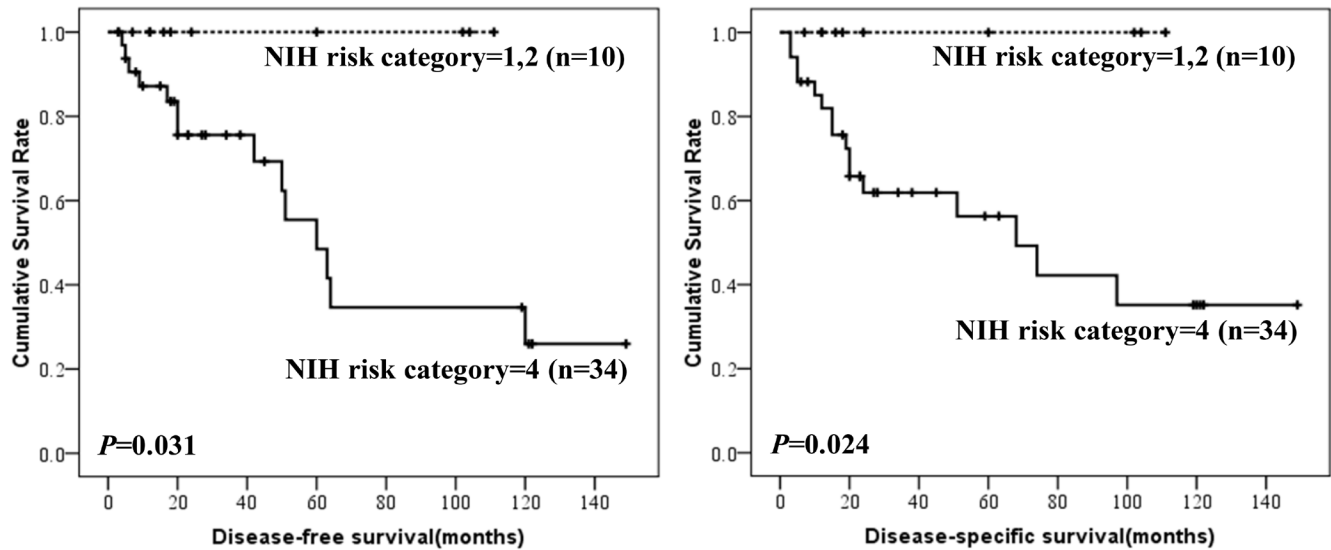 Cumulative Survival Rate
1.0
0.8
0.6
0.4
0.2
0.0
NIH risk category=1,2 (n=10)
NIH risk category=4 (n=34)
P=0.031
0 20 40 60 80 100 120 140
Disease-free survival(months)
Cumulative Survival Rate
1.0
0.8
0.6
0.4
0.2
0.0
NIH risk category=1,2 (n=10)
NIH risk category=4 (n=34)
P=0.024
0 20 40 60 80 100 120 140
Disease-specific survival(months)